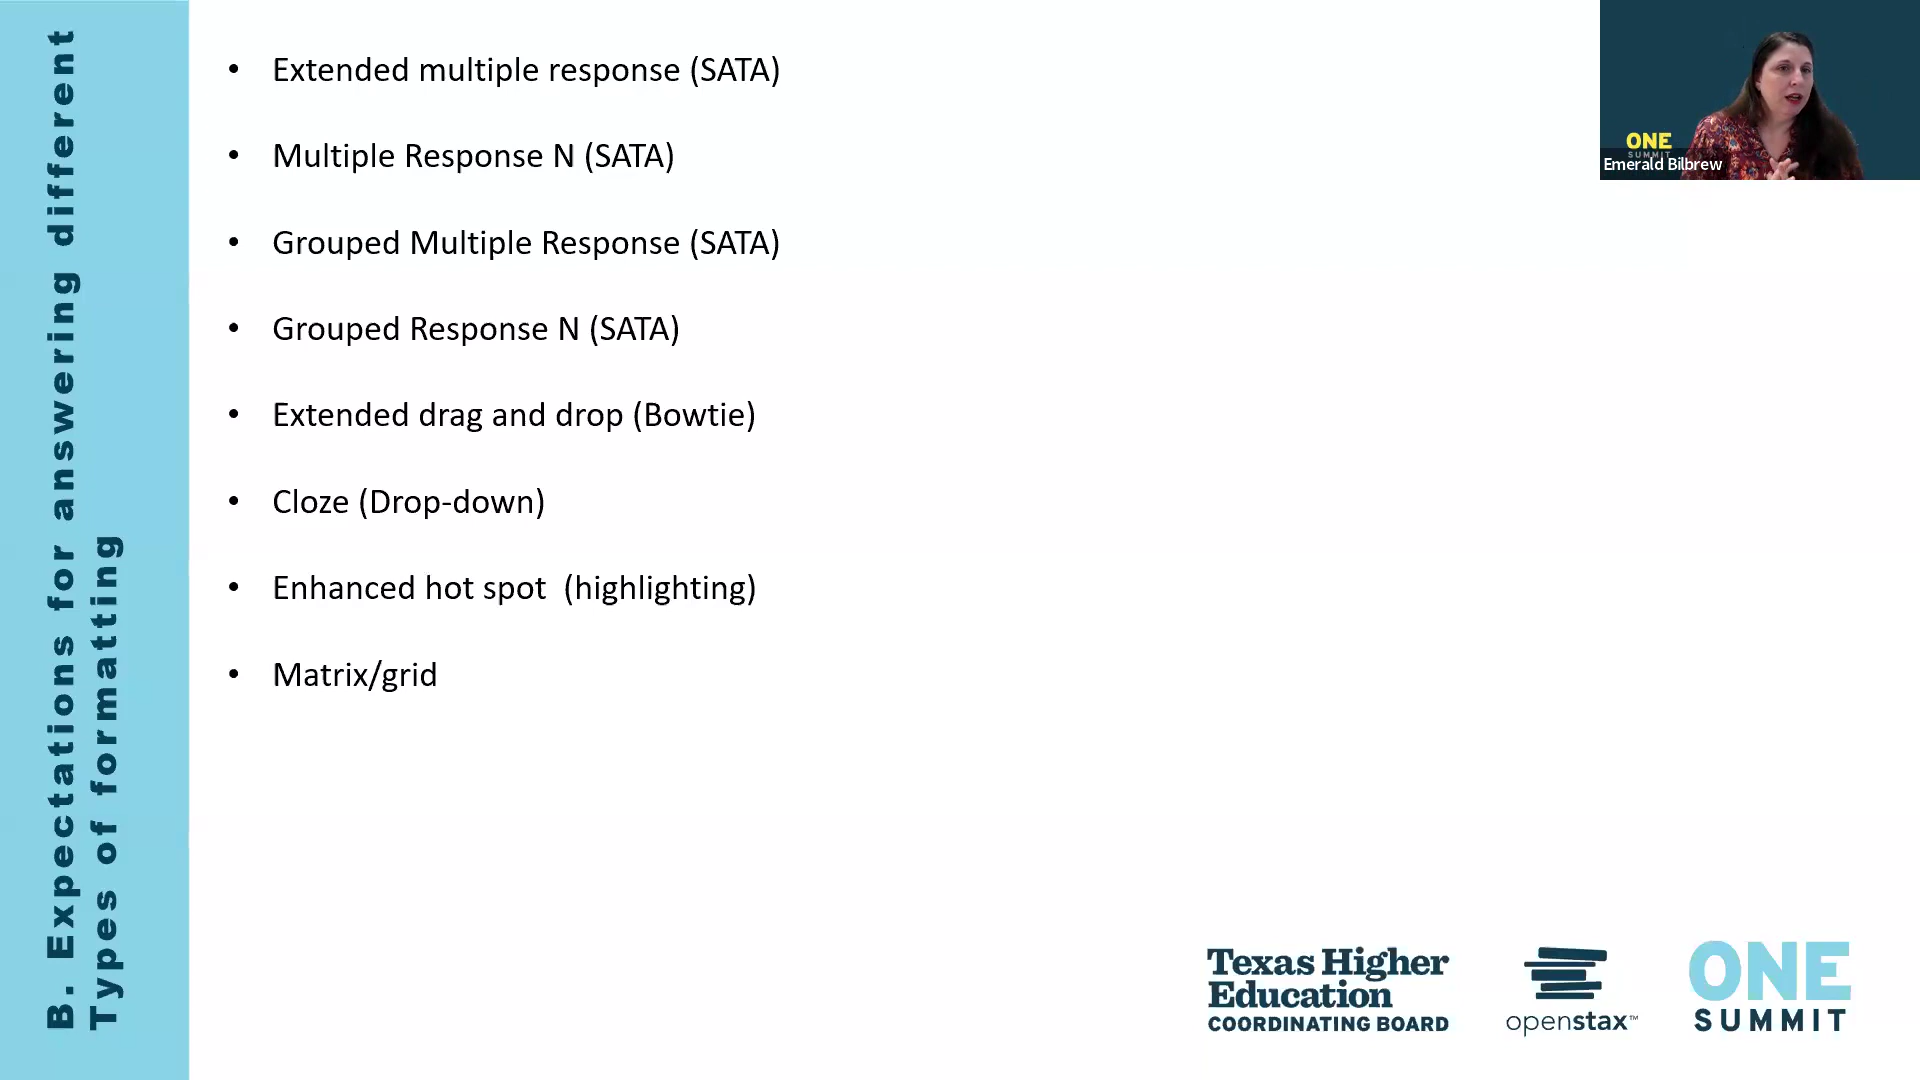 B. Expectations for answering different
Types of formatting
• Extended multiple response (SATA)
• Multiple Response N (SATA)
• Grouped Multiple Response (SATA)
• Grouped Response N (SATA)
• Extended drag and drop (Bowtie)
• Cloze (Drop-down)
• Enhanced hot spot  (highlighting)
• Matrix/grid
ONE
SUMMIT
Emerald Bilbrew
Texas Higher
Education
COORDINATING BOARD
openstax™
ONE
SUMMIT